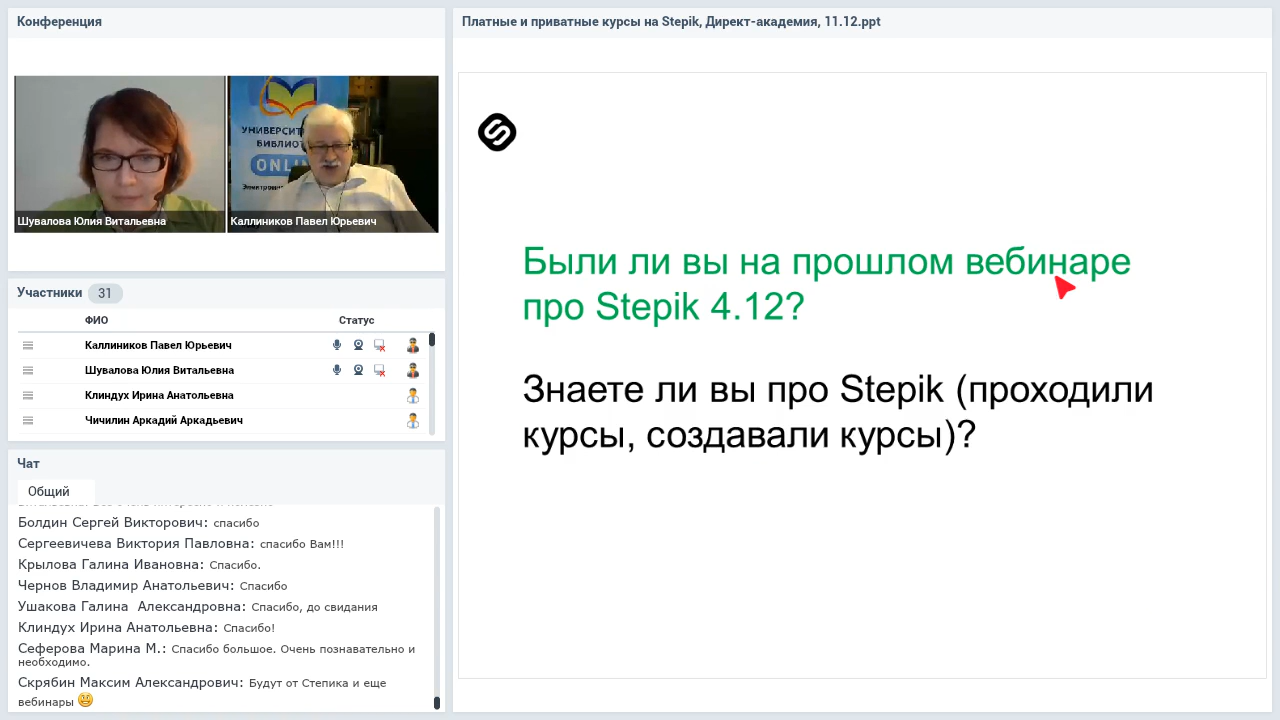 Конференция
УНИВЕРСИТ
БИБЛИОТ
ONLI
Шувалова Юлия Витальевна
Каллиников Павел Юрьевич
Участники 31
ФИО Статус
Каллиников Павел Юрьевич
Шувалова Юлия Витальевна
Клиндух Ирина Анатольевна
Чичилин Аркадий Аркадьевич
Чат
Общий
Болдин Сергей Викторович: спасибо
Сергеевичева Виктория Павловна: спасибо Вам!!!
Крылова Галина Ивановна: Спасибо.
Чернов Владимир Анатольевич: Спасибо
Ушакова Галина Александровна: Спасибо, до свидания
Клиндух Ирина Анатольевна: Спасибо!
Сеферова Марина М.: Спасибо большое. Очень познавательно и
необходимо.
Скрябин Максим Александрович: Будут от Степика и еще
вебинары
Платные и приватные курсы на Stepik, Директ-академия, 11.12.ppt
Были ли вы на прошлом вебинаре
про Stepik 4.12?
Знаете ли вы про Stepik (проходили
курсы, создавали курсы)?